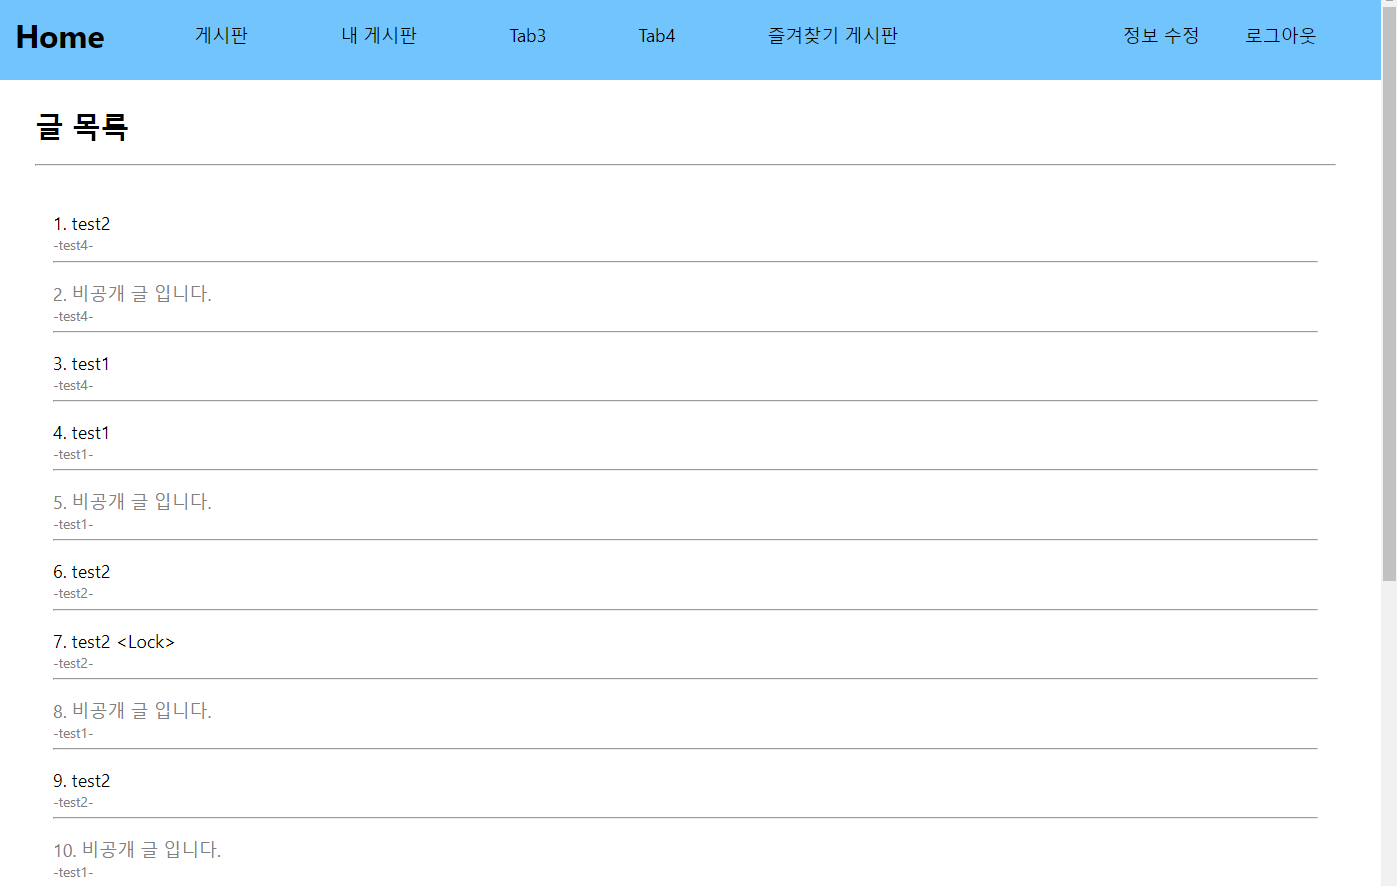 Home 게시판 내 게시판 Tab3 Tab4 즐겨찾기 게시판 정보 수정 로그아웃
글 목록
1. test2
-test4-
2. 비공개 글 입니다.
-test4-
3. test1
-test4-
4. test1
-test1-
5. 비공개 글 입니다.
-test1-
6. test2
-test2-
7. test2 <Lock>
-test2-
8. 비공개 글 입니다.
-test1-
9. test2
-test2-
10. 비공개 글 입니다.
-test1-